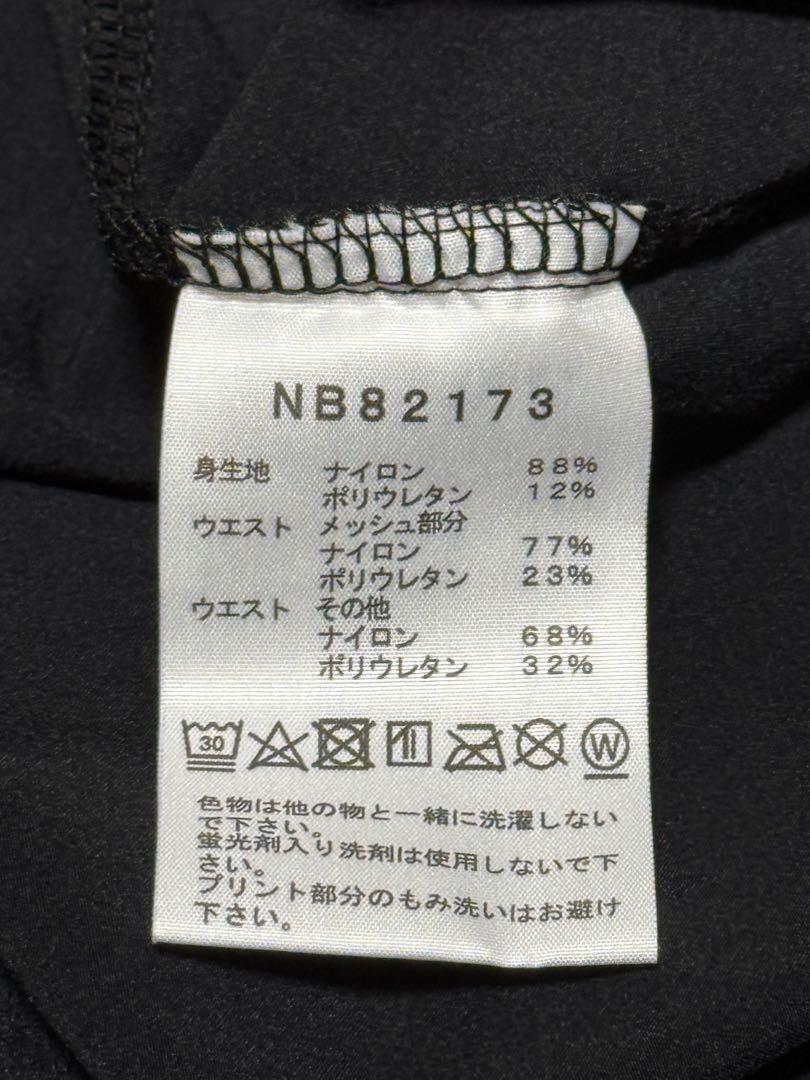 NB82173
身生地 ナイロン 88%
ポリウレタン 12%
ウエスト メッシュ部分
ナイロン 77%
ポリウレタン 23%
ウエスト その他
ナイロン 68%
ポリウレタン 32%
30 W
色物は他の物と一緒に洗濯しない
で下さい。
蛍光剤入り洗剤は使用しないで下
さい。
プリント部分のもみ洗いはお避け
下さい。